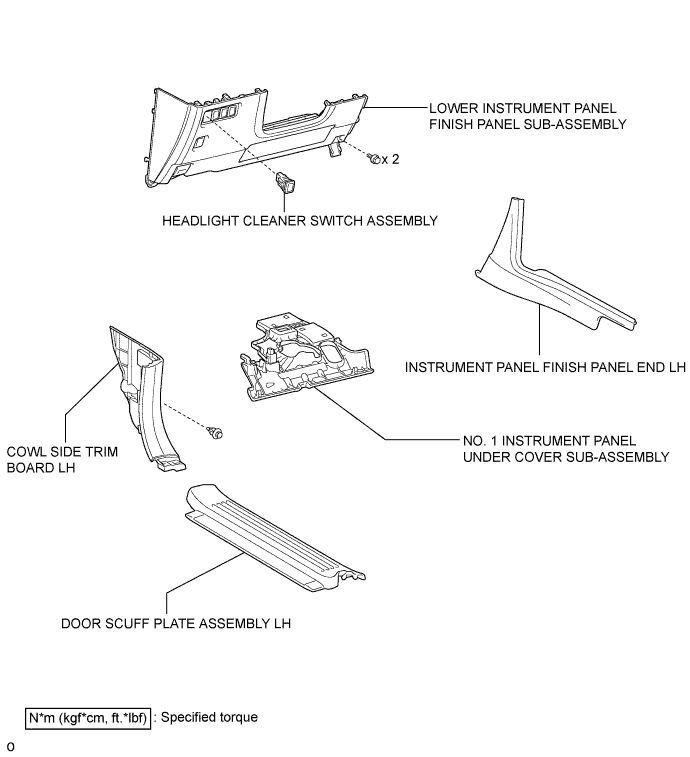 LOWER INSTRUMENT PANEL
FINISH PANEL SUB-ASSEMBLY
x 2
HEADLIGHT CLEANER SWITCH ASSEMBLY
INSTRUMENT PANEL FINISH PANEL END LH
NO. 1 INSTRUMENT PANEL
UNDER COVER SUB-ASSEMBLY
COWL SIDE TRIM
BOARD LH
DOOR SCUFF PLATE ASSEMBLY LH
N*m (kgf*cm, ft.*lbf) : Specified torque
O